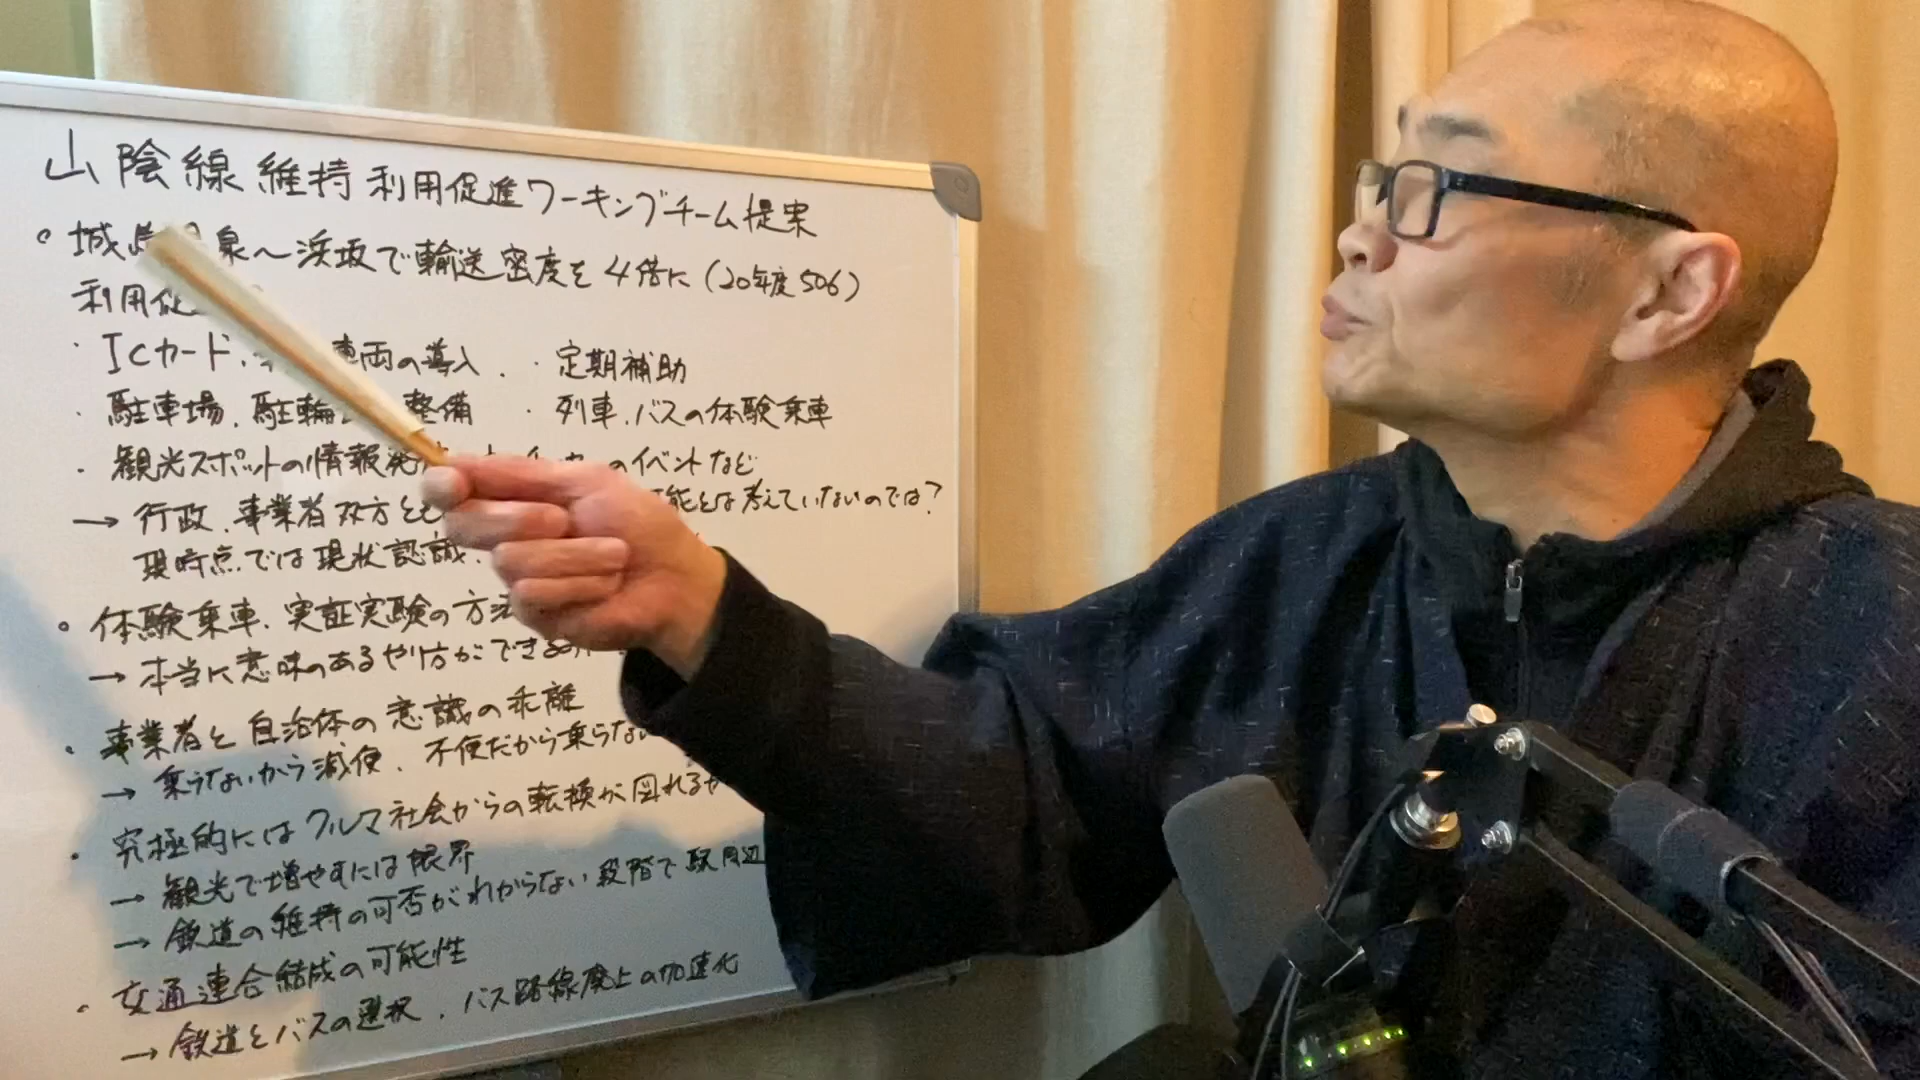 山陰線維持利用促進ワーキングチーム提案
。城 泉〜浜坂で輸送密度を4倍に(20年度506)
利用促
・ICカード、 車両の導入 ・定期補助
・駐車場、駐輪 整備 ・列車、バスの体験乗車
・観光スポットの情報発 のイベントなど
→行政、事業者双方とも 能とは考えていないのでは?
現時点では現状認識、
。体験乗車、実証実験の方法
→本当に意味のあるやり方ができるのか
・事業者と自治体の意識の乖離
→乗らないから減便、不便だから乗らない
・究極的にはクルマ社会からの転換が図れるか
→観光で増やすには限界
→鉄道の維持の可否がわからない段階で駅周辺
・交通連合結成の可能性
→鉄道とバスの選択、バス路線廃止の加速化